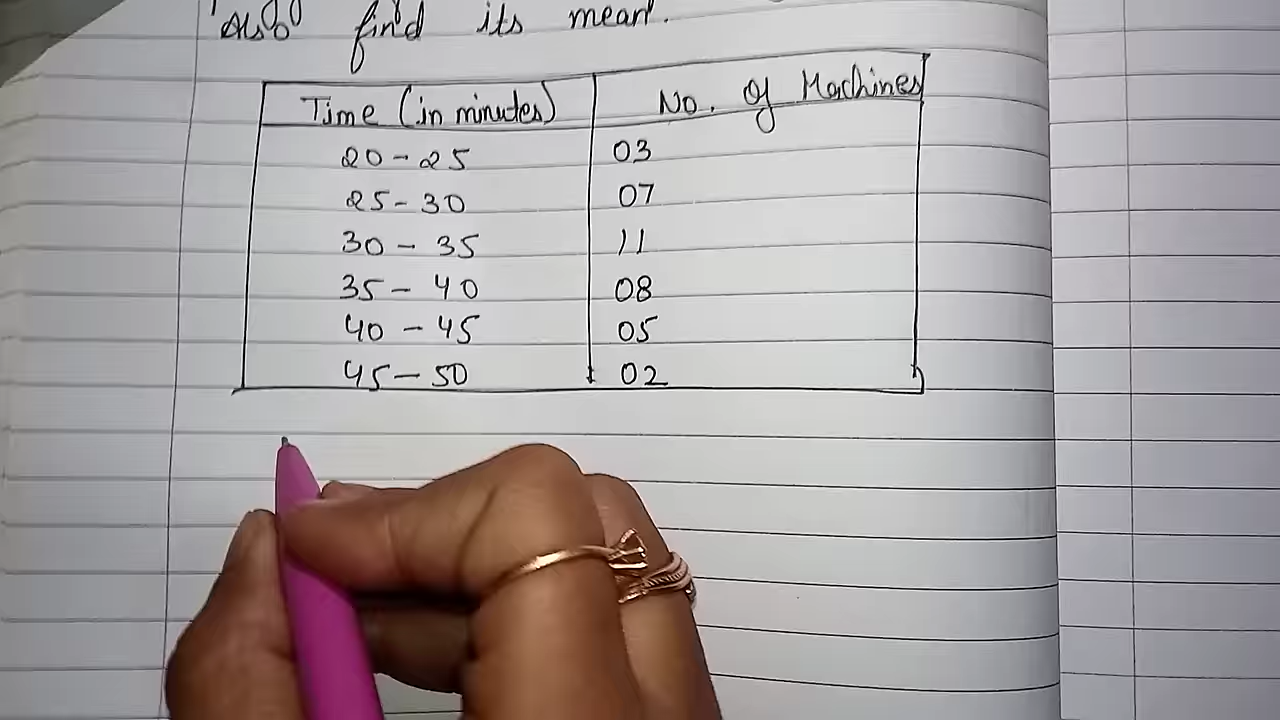 Also find its mean.
Time (in minutes) No. Of Machines
20 - 25 03
25 - 30 07
30 - 35 11
35 - 40 08
40 - 45 05
45 - 50 02